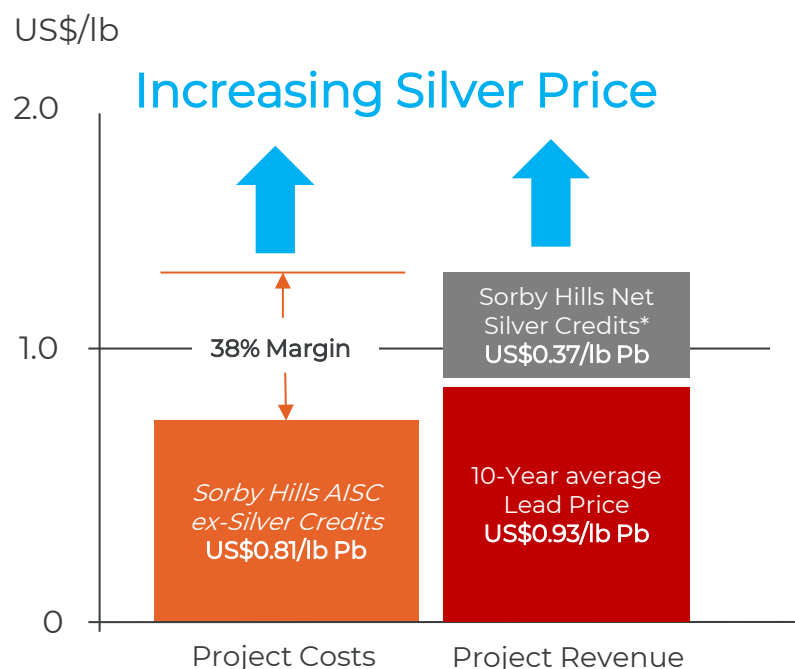 US$/lb
Increasing Silver Price
2.0
Sorby Hills Net
Silver Credits*
US$0.37/lb Pb
1.0
38% Margin
10-Year average
Lead Price
US$0.93/lb Pb
Sorby Hills AISC
ex-Silver Credits
US$0.81/lb Pb
0
Project Costs
Project Revenue